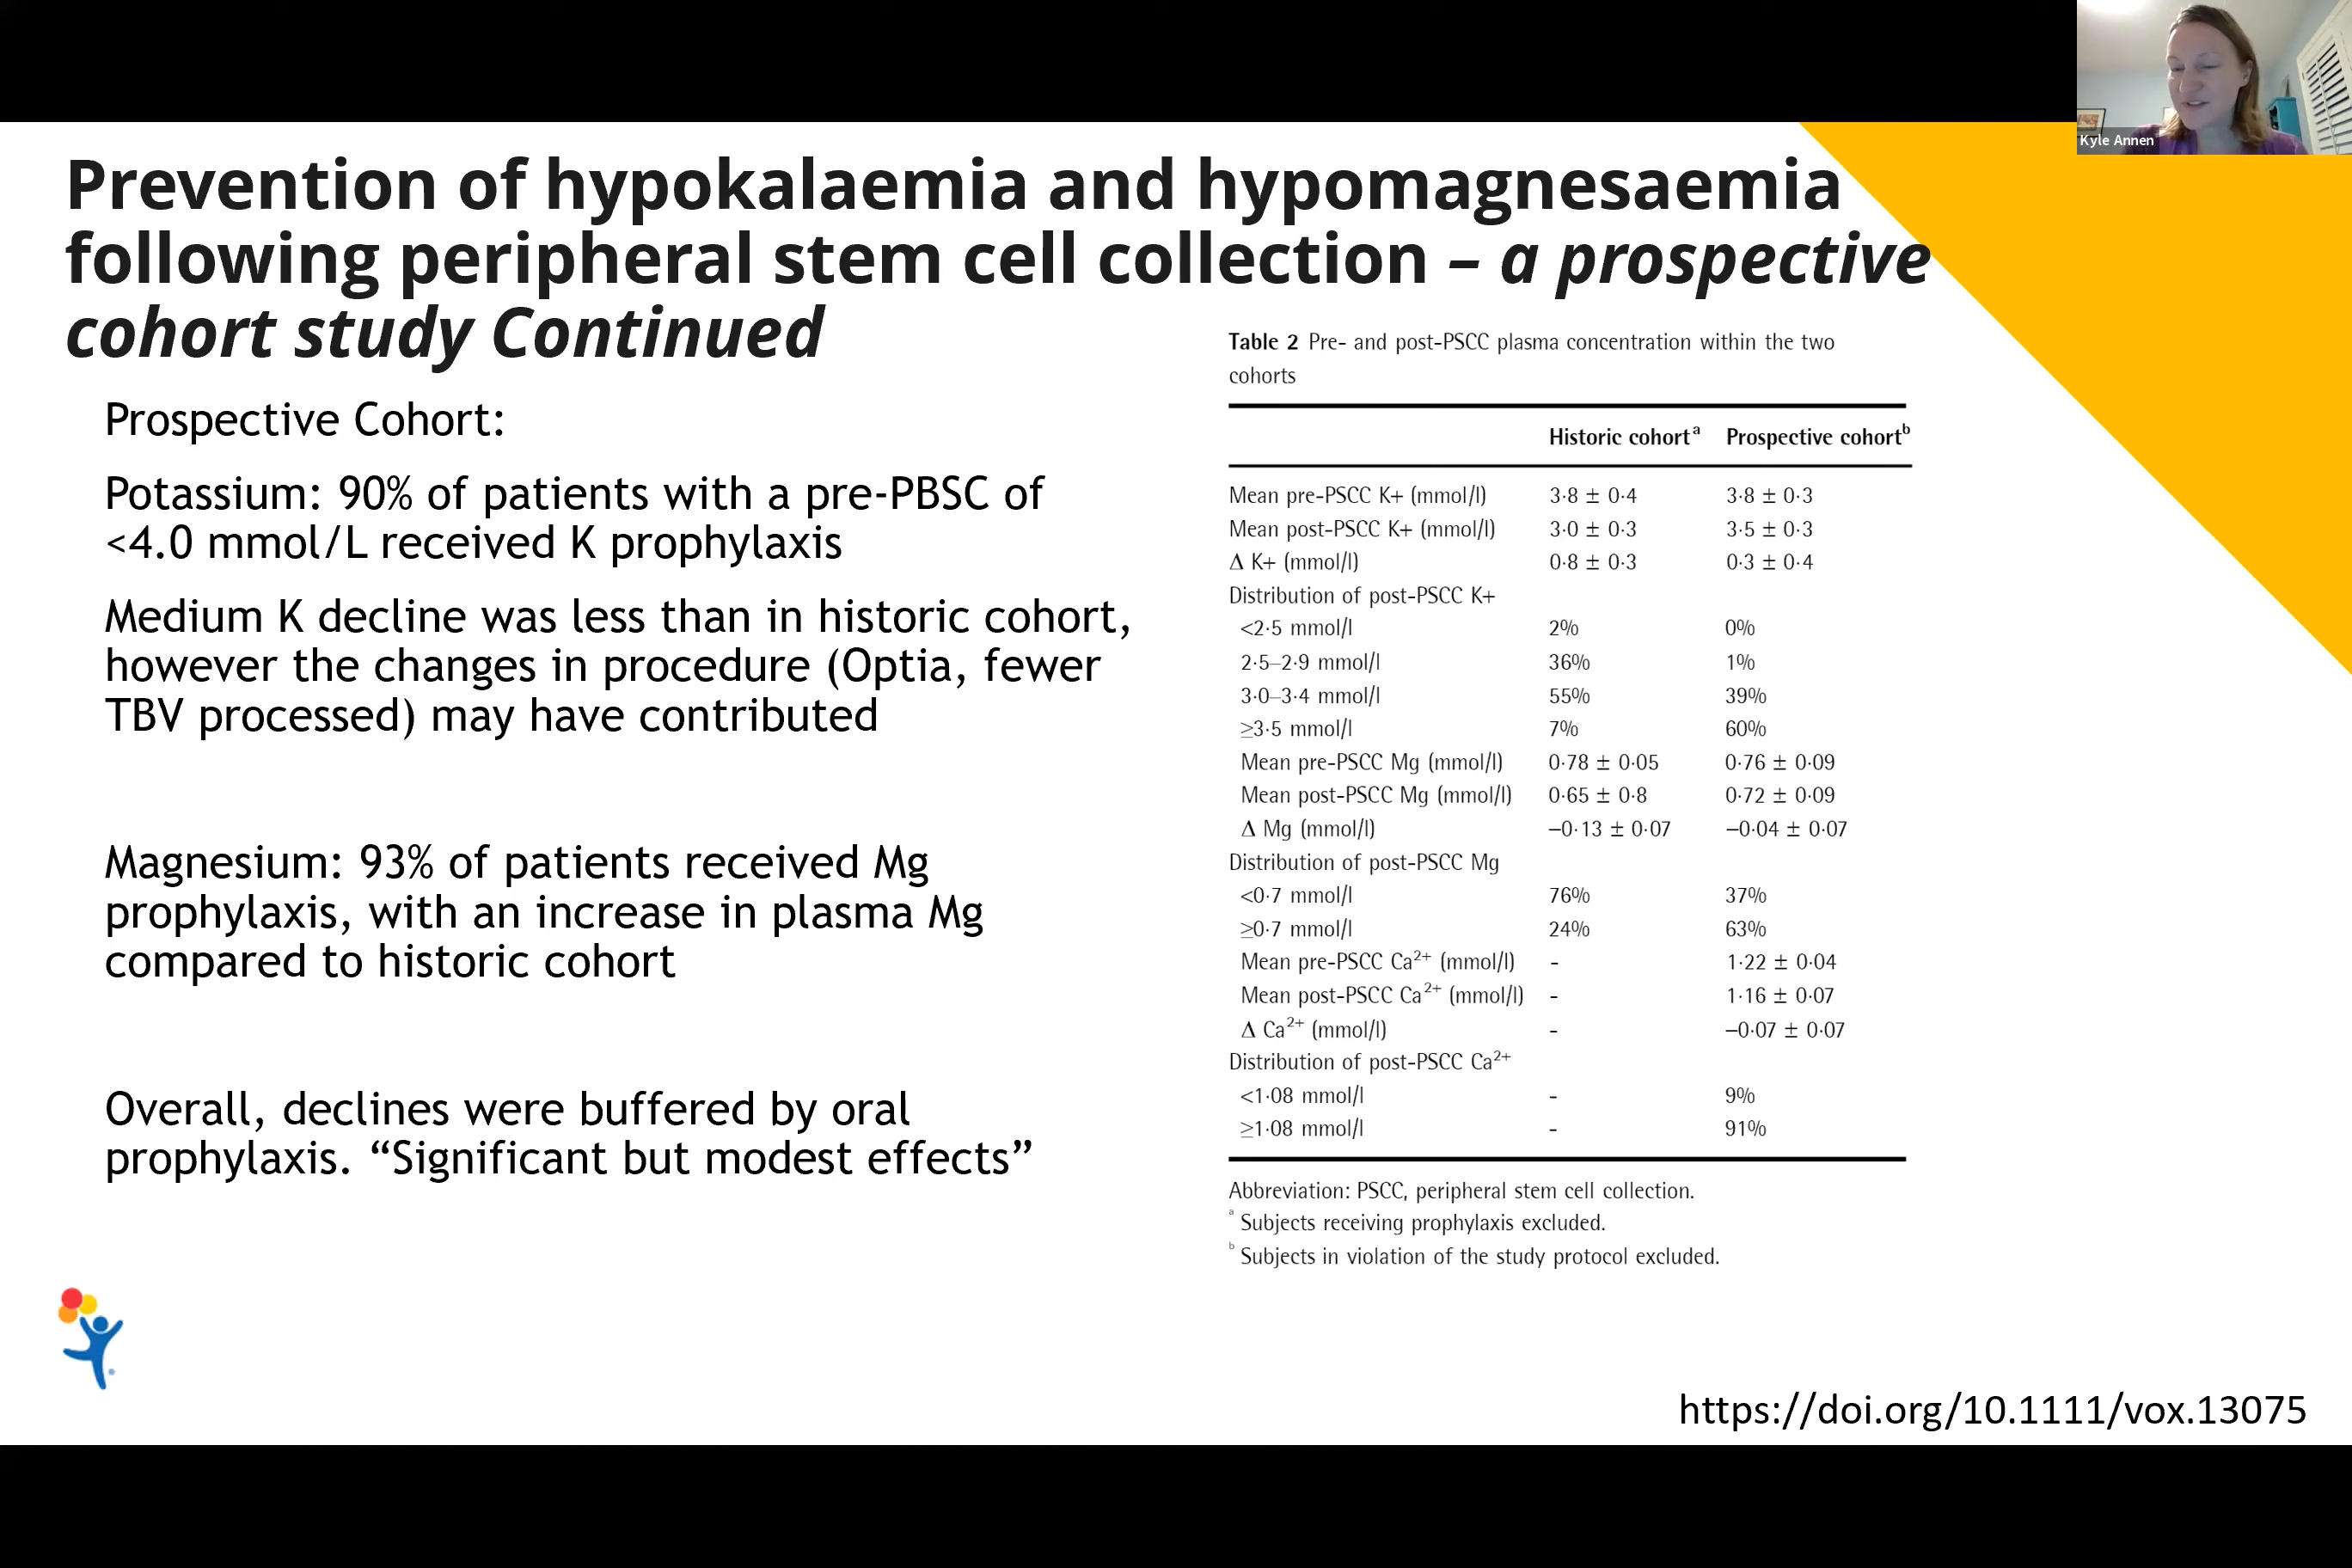 Kyle Annen
Prevention of hypokalaemia and hypomagnesaemia
following peripheral stem cell collection – a prospective
cohort study Continued
Prospective Cohort:
Potassium: 90% of patients with a pre-PBSC of
<4.0 mmol/L received K prophylaxis
Medium K decline was less than in historic cohort,
however the changes in procedure (Optia, fewer
TBV processed) may have contributed
Magnesium: 93% of patients received Mg
prophylaxis, with an increase in plasma Mg
compared to historic cohort
Overall, declines were buffered by oral
prophylaxis. “Significant but modest effects”
Table 2 Pre- and post-PSCC plasma concentration within the two
cohorts
Historic cohortᵃ Prospective cohortᵇ
Mean pre-PSCC K+ (mmol/l) 3·8 ± 0·4 3·8 ± 0·3
Mean post-PSCC K+ (mmol/l) 3·0 ± 0·3 3·5 ± 0·3
Δ K+ (mmol/l) 0·8 ± 0·3 0·3 ± 0·4
Distribution of post-PSCC K+
<2·5 mmol/l 2% 0%
2·5–2·9 mmol/l 36% 1%
3·0–3·4 mmol/l 55% 39%
≥3·5 mmol/l 7% 60%
Mean pre-PSCC Mg (mmol/l) 0·78 ± 0·05 0·76 ± 0·09
Mean post-PSCC Mg (mmol/l) 0·65 ± 0·8 0·72 ± 0·09
Δ Mg (mmol/l) −0·13 ± 0·07 −0·04 ± 0·07
Distribution of post-PSCC Mg
<0·7 mmol/l 76% 37%
≥0·7 mmol/l 24% 63%
Mean pre-PSCC Ca²⁺ (mmol/l) - 1·22 ± 0·04
Mean post-PSCC Ca²⁺ (mmol/l) - 1·16 ± 0·07
Δ Ca²⁺ (mmol/l) - −0·07 ± 0·07
Distribution of post-PSCC Ca²⁺
<1·08 mmol/l - 9%
≥1·08 mmol/l - 91%
Abbreviation: PSCC, peripheral stem cell collection.
ᵃ Subjects receiving prophylaxis excluded.
ᵇ Subjects in violation of the study protocol excluded.
https://doi.org/10.1111/vox.13075